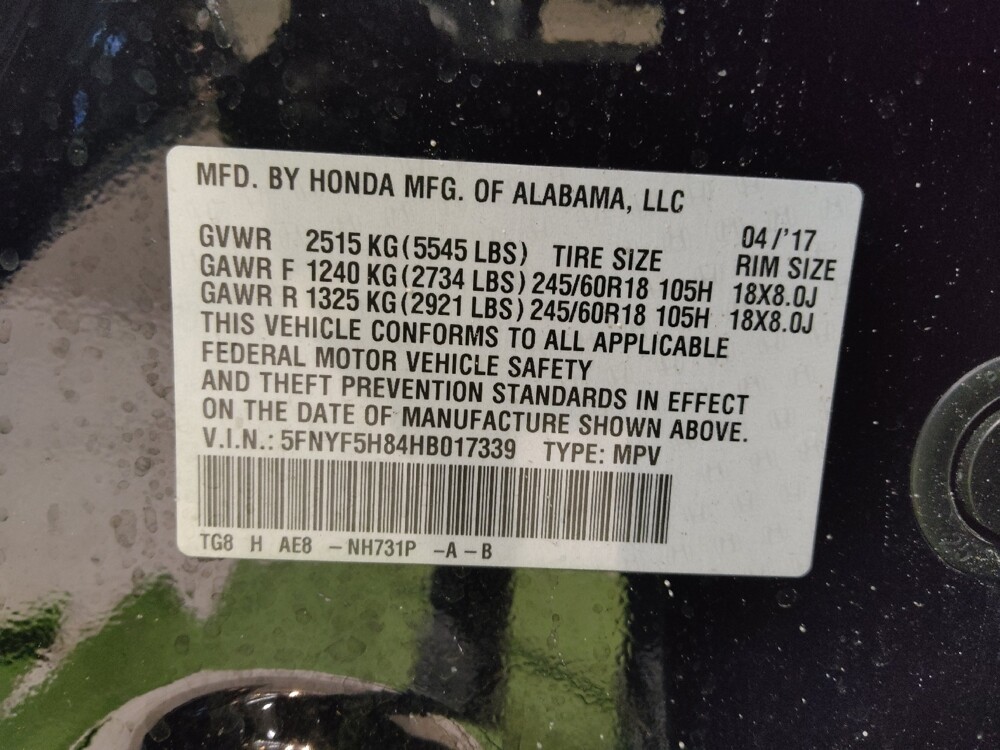 MFD. BY HONDA MFG. OF ALABAMA, LLC
04/'17
GVWR 2515 KG (5545 LBS) TIRE SIZE RIM SIZE
GAWR F 1240 KG (2734 LBS) 245/60R18 105H 18X8.0J
GAWR R 1325 KG (2921 LBS) 245/60R18 105H 18X8.0J
THIS VEHICLE CONFORMS TO ALL APPLICABLE
FEDERAL MOTOR VEHICLE SAFETY
AND THEFT PREVENTION STANDARDS IN EFFECT
ON THE DATE OF MANUFACTURE SHOWN ABOVE.
V.I.N.: 5FNYF5H84HB017339 TYPE: MPV
TG8 H AE8 -NH731P -A-B